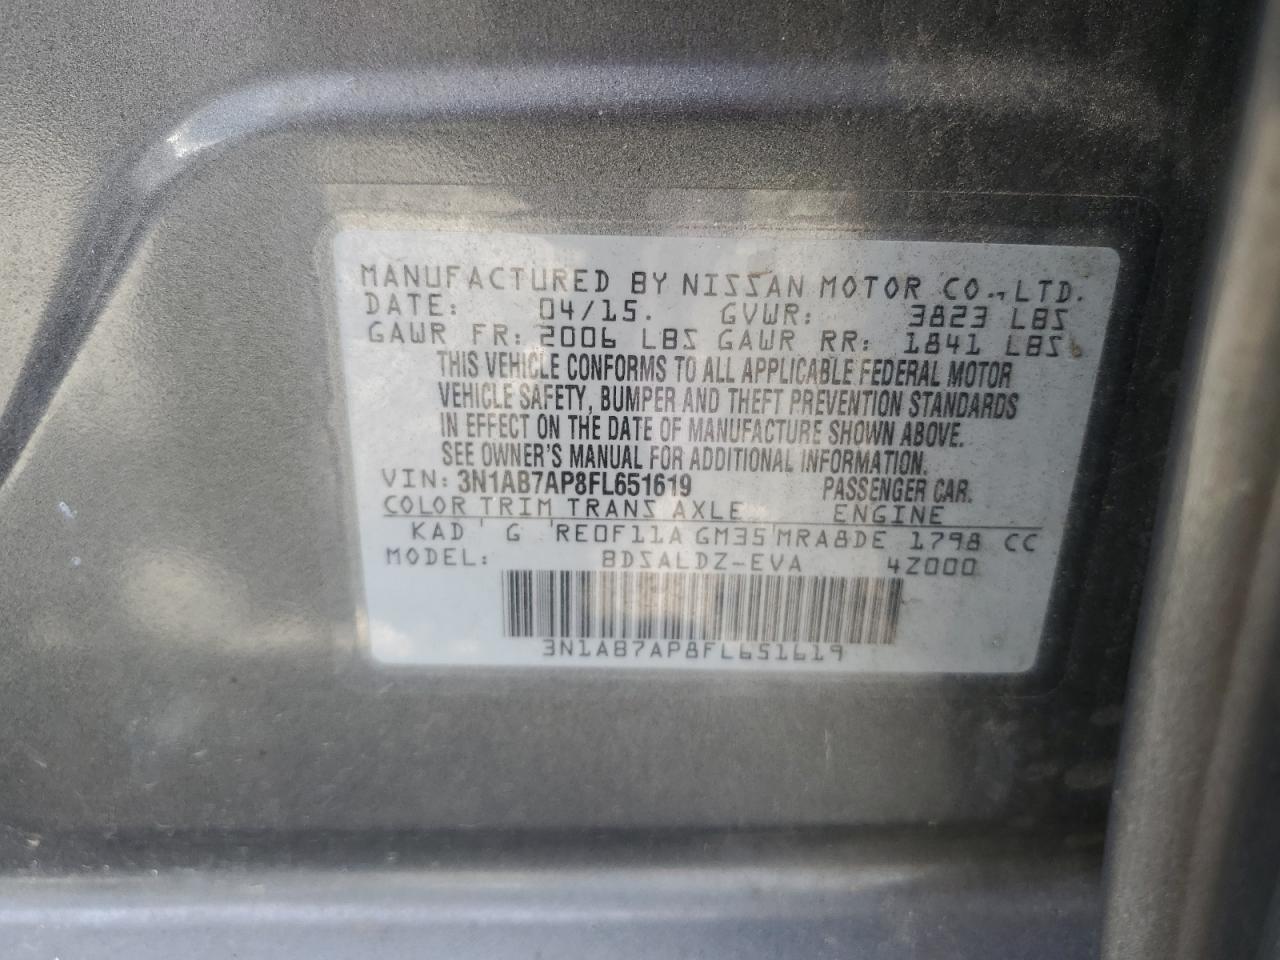 MANUFACTURED BY NISSAN MOTOR CO., LTD.
DATE: 04/15. GVWR: 3823 LBS
GAWR FR: 2006 LBS GAWR RR: 1841 LBS
THIS VEHICLE CONFORMS TO ALL APPLICABLE FEDERAL MOTOR
VEHICLE SAFETY, BUMPER AND THEFT PREVENTION STANDARDS
IN EFFECT ON THE DATE OF MANUFACTURE SHOWN ABOVE.
SEE OWNER'S MANUAL FOR ADDITIONAL INFORMATION.
VIN: 3N1AB7AP8FL651619 PASSENGER CAR.
COLOR TRIM TRANS AXLE ENGINE
KAD G RE0F11A GM35 MRA8DE 1798 CC
MODEL: BDSALDZ-EVA 4Z000
3N1AB7AP8FL651619